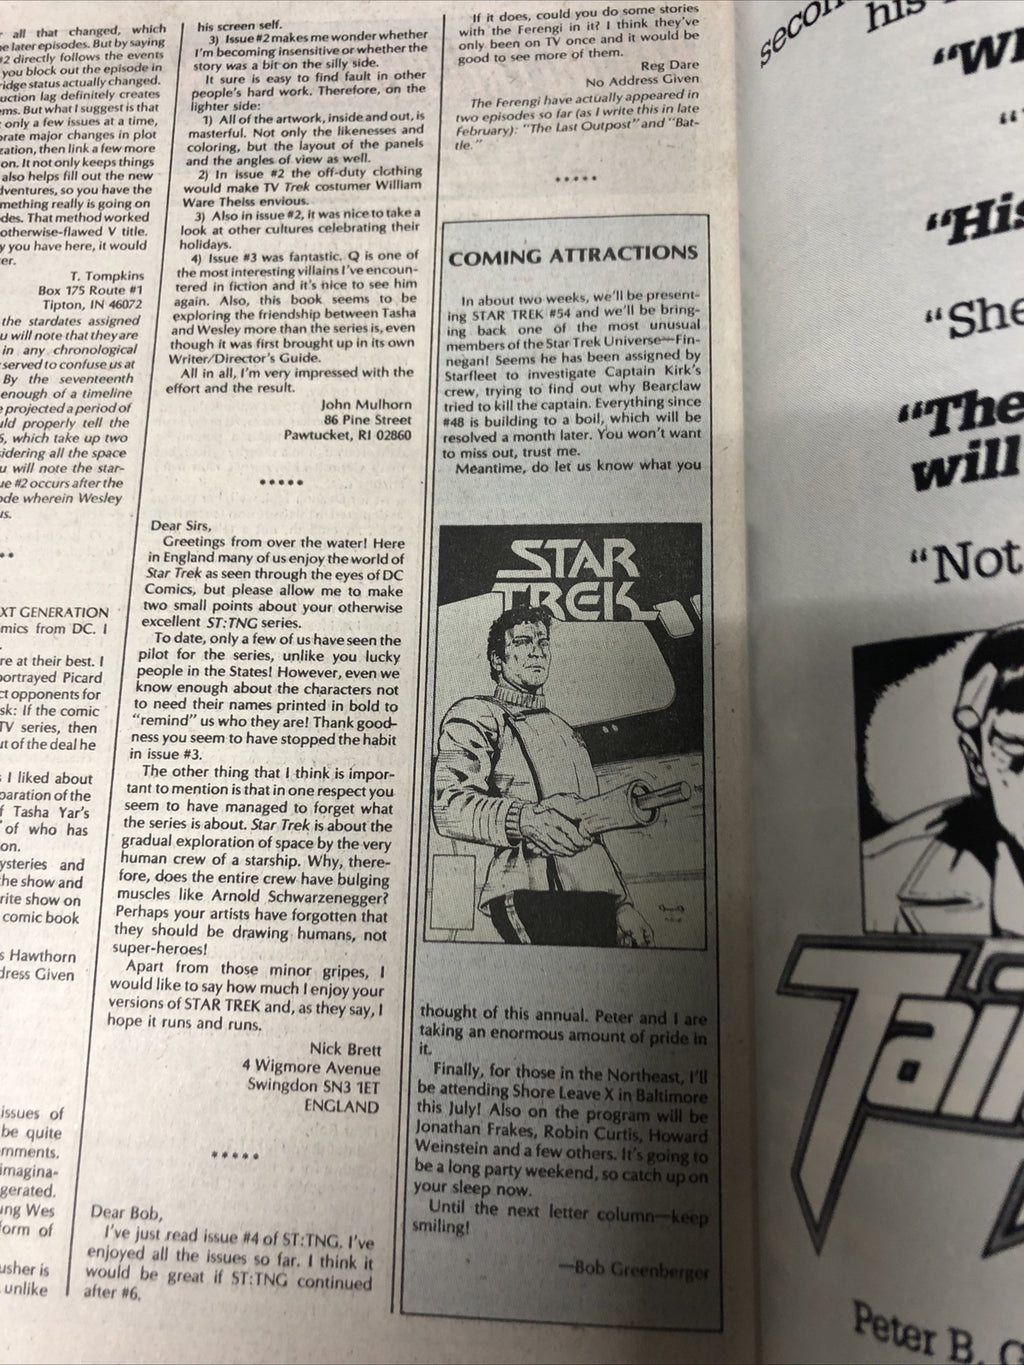 all that changed, which
later episodes. But by saying
#2 directly follows the events
you block out the episode in
status actually changed.
lag definitely creates
But what I suggest is that
only a few issues at a time,
major changes in plot
then link a few more
on. It not only keeps things
also helps fill out the new
so you have the
something really is going on
That method worked
otherwise-flawed V title.
you have here, it would
T. Tompkins
Box 175 Route #1
Tipton, IN 46072
the stardates assigned
will note that they are
in any chronological
served to confuse us at
By the seventeenth
enough of a timeline
projected a period of
properly tell the
which take up two
all the space
will note the star-
#2 occurs after the
wherein Wesley
**
GENERATION
from DC. I
at their best. I
Picard
opponents for
If the comic
TV series, then
out of the deal he
I liked about
of the
Tasha Yar's
of who has
on.
and
the show and
show on
comic book
Hawthorn
Given
issues of
be quite
Wes
form of
is
unlike
his screen self.
3) Issue #2 makes me wonder whether
I'm becoming insensitive or whether the
story was a bit on the silly side.
It sure is easy to find fault in other
people's hard work. Therefore, on the
lighter side:
1) All of the artwork, inside and out, is
masterful. Not only the likenesses and
coloring, but the layout of the panels
and the angles of view as well.
2) In issue #2 the off-duty clothing
would make TV Trek costumer William
Ware Theiss envious.
3) Also in issue #2, it was nice to take a
look at other cultures celebrating their
holidays.
4) Issue #3 was fantastic. Q is one of
the most interesting villains I've encoun-
tered in fiction and it's nice to see him
again. Also, this book seems to be
exploring the friendship between Tasha
and Wesley more than the series is, even
though it was first brought up in its own
Writer/Director's Guide.
All in all, I'm very impressed with the
effort and the result.
John Mulhorn
86 Pine Street
Pawtucket, RI 02860
*****
Dear Sirs,
Greetings from over the water! Here
in England many of us enjoy the world of
Star Trek as seen through the eyes of DC
Comics, but please allow me to make
two small points about your otherwise
excellent ST:TNG series.
To date, only a few of us have seen the
pilot for the series, unlike you lucky
people in the States! However, even we
know enough about the characters not
to need their names printed in bold to
"remind" us who they are! Thank good-
ness you seem to have stopped the habit
in issue #3.
The other thing that I think is impor-
tant to mention is that in one respect you
seem to have managed to forget what
the series is about. Star Trek is about the
gradual exploration of space by the very
human crew of a starship. Why, there-
fore, does the entire crew have bulging
muscles like Arnold Schwarzenegger?
Perhaps your artists have forgotten that
they should be drawing humans, not
super-heroes!
Apart from those minor gripes, I
would like to say how much I enjoy your
versions of STAR TREK and, as they say, I
hope it runs and runs.
Nick Brett
4 Wigmore Avenue
Swingdon SN3 1ET
ENGLAND
*****
Dear Bob,
I've just read issue #4 of ST:TNG. I've
enjoyed all the issues so far. I think it
would be great if ST:TNG continued
after #6.
If it does, could you do some stories
with the Ferengi in it? I think they've
only been on TV once and it would be
good to see more of them.
Reg Dare
No Address Given
The Ferengi have actually appeared in
two episodes so far (as I write this in late
February): "The Last Outpost" and "Bat-
tle."
*****
COMING ATTRACTIONS
In about two weeks, we'll be present-
ing STAR TREK #54 and we'll be bring-
ing back one of the most unusual
members of the Star Trek Universe—Fin-
negan! Seems he has been assigned by
Starfleet to investigate Captain Kirk's
crew, trying to find out why Bearclaw
tried to kill the captain. Everything since
#48 is building to a boil, which will be
resolved a month later. You won't want
to miss out, trust me.
Meantime, do let us know what you
STAR
TREK
thought of this annual. Peter and I are
taking an enormous amount of pride in
it.
Finally, for those in the Northeast, I'll
be attending Shore Leave X in Baltimore
this July! Also on the program will be
Jonathan Frakes, Robin Curtis, Howard
Weinstein and a few others. It's going to
be a long party weekend, so catch up on
your sleep now.
Until the next letter column—keep
smiling!
—Bob Greenberger
his
"His
"She
"The
will
"Not
Peter B.